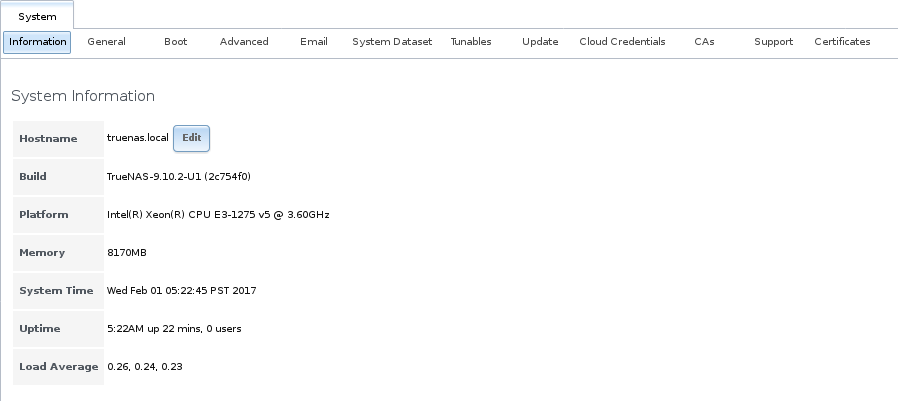 System
Information General Boot Advanced Email System Dataset Tunables Update Cloud Credentials CAs Support Certificates
System Information
Hostname truenas.local Edit
Build TrueNAS-9.10.2-U1 (2c754f0)
Platform Intel(R) Xeon(R) CPU E3-1275 v5 @ 3.60GHz
Memory 8170MB
System Time Wed Feb 01 05:22:45 PST 2017
Uptime 5:22AM up 22 mins, 0 users
Load Average 0.26, 0.24, 0.23